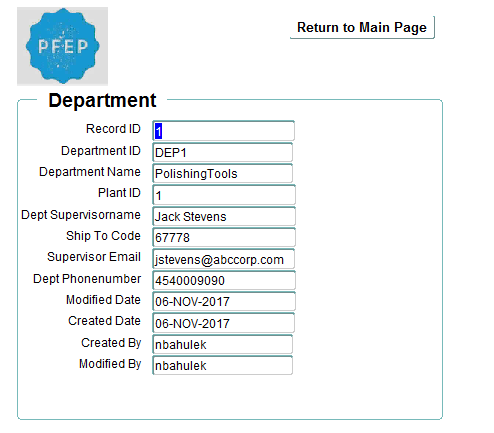 PFEP
Return to Main Page
Department
Record ID 1
Department ID DEP1
Department Name PolishingTools
Plant ID 1
Dept Supervisorname Jack Stevens
Ship To Code 67778
Supervisor Email jstevens@abccorp.com
Dept Phonenumber 4540009090
Modified Date 06-NOV-2017
Created Date 06-NOV-2017
Created By nbahulek
Modified By nbahulek